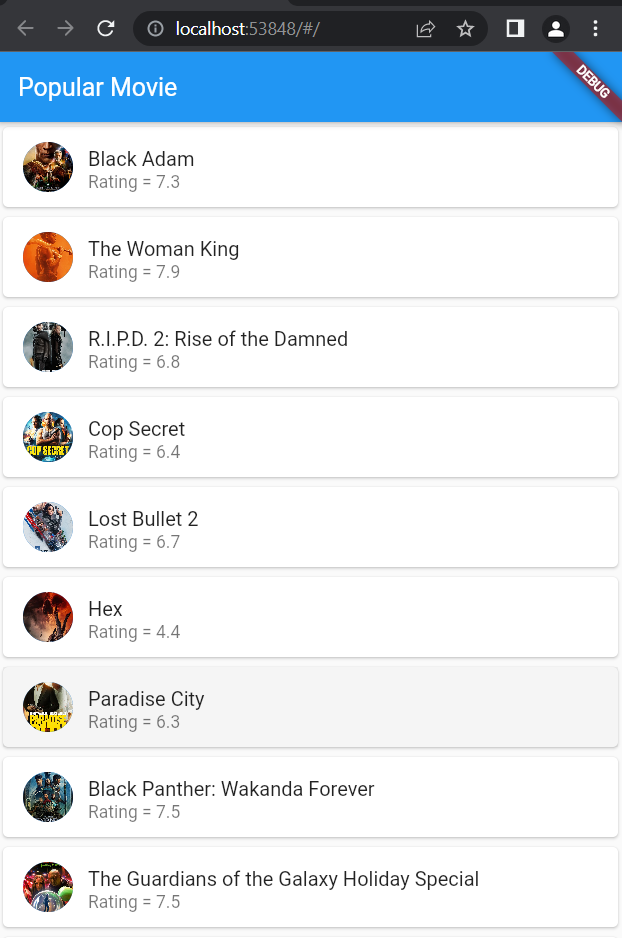 localhost:53848/#/
Popular Movie
DEBUG
Black Adam
Rating = 7.3
The Woman King
Rating = 7.9
R.I.P.D. 2: Rise of the Damned
Rating = 6.8
COP SECRET
Cop Secret
Rating = 6.4
Lost Bullet 2
Rating = 6.7
Hex
Rating = 4.4
Paradise City
Rating = 6.3
Black Panther: Wakanda Forever
Rating = 7.5
The Guardians of the Galaxy Holiday Special
Rating = 7.5